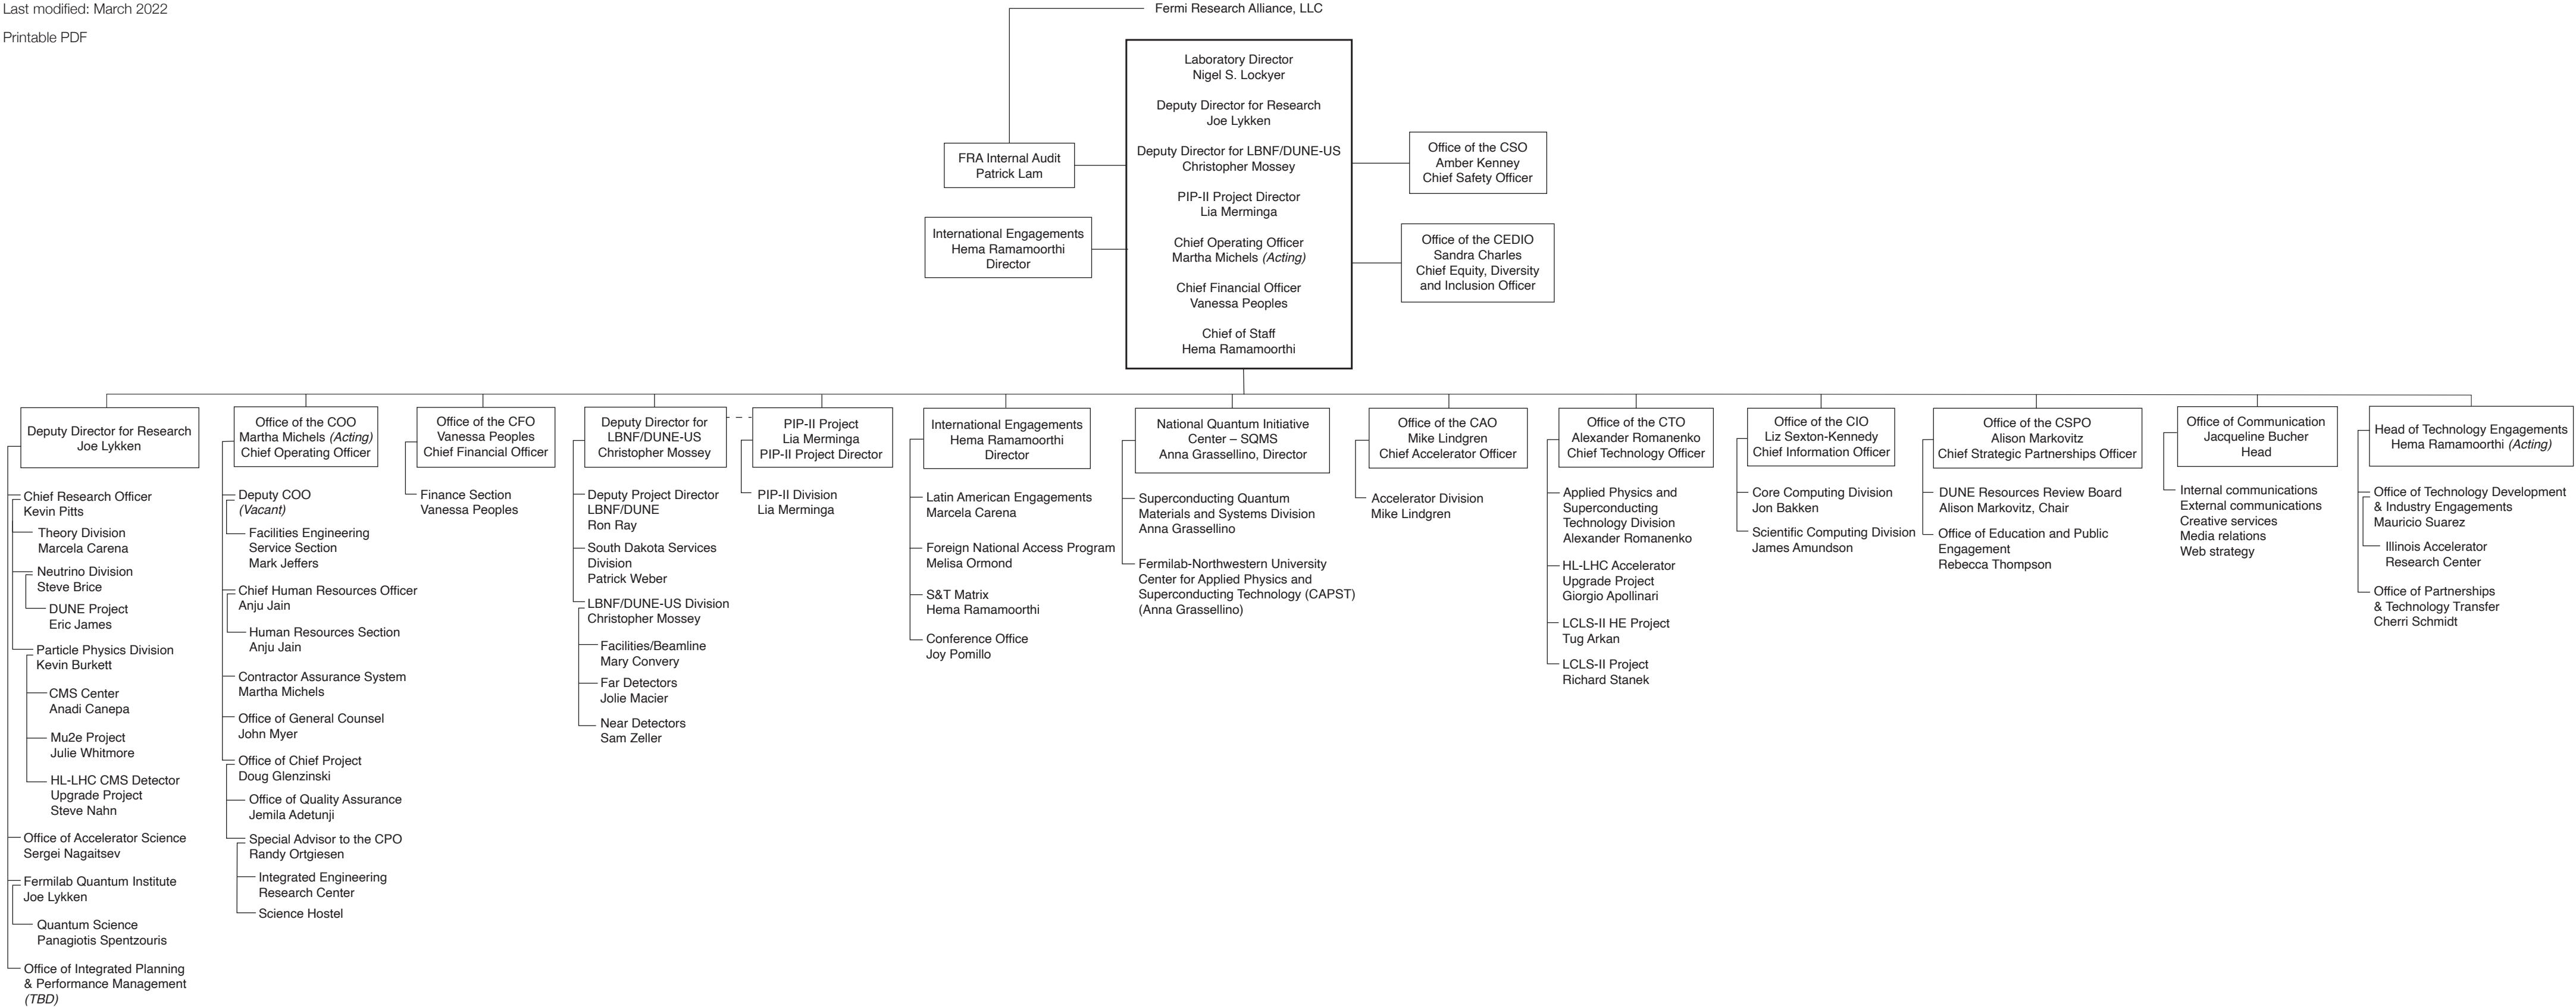 Last modified: March 2022
Printable PDF
Fermi Research Alliance, LLC
Laboratory Director
Nigel S. Lockyer
Deputy Director for Research
Joe Lykken
Deputy Director for LBNF/DUNE-US
Christopher Mossey
PIP-II Project Director
Lia Merminga
Chief Operating Officer
Martha Michels (Acting)
Chief Financial Officer
Vanessa Peoples
Chief of Staff
Hema Ramamoorthi
FRA Internal Audit
Patrick Lam
International Engagements
Hema Ramamoorthi
Director
Office of the CSO
Amber Kenney
Chief Safety Officer
Office of the CEDIO
Sandra Charles
Chief Equity, Diversity
and Inclusion Officer
Deputy Director for Research
Joe Lykken
Chief Research Officer
Kevin Pitts
Theory Division
Marcela Carena
Neutrino Division
Steve Brice
DUNE Project
Eric James
Particle Physics Division
Kevin Burkett
CMS Center
Anadi Canepa
Mu2e Project
Julie Whitmore
HL-LHC CMS Detector
Upgrade Project
Steve Nahn
Office of Accelerator Science
Sergei Nagaitsev
Fermilab Quantum Institute
Joe Lykken
Quantum Science
Panagiotis Spentzouris
Office of Integrated Planning
& Performance Management
(TBD)
Office of the COO
Martha Michels (Acting)
Chief Operating Officer
Deputy COO
(Vacant)
Facilities Engineering
Service Section
Mark Jeffers
Chief Human Resources Officer
Anju Jain
Human Resources Section
Anju Jain
Contractor Assurance System
Martha Michels
Office of General Counsel
John Myer
Office of Chief Project
Doug Glenzinski
Office of Quality Assurance
Jemila Adetunji
Special Advisor to the CPO
Randy Ortgiesen
Integrated Engineering
Research Center
Science Hostel
Office of the CFO
Vanessa Peoples
Chief Financial Officer
Finance Section
Vanessa Peoples
Deputy Director for
LBNF/DUNE-US
Christopher Mossey
Deputy Project Director
LBNF/DUNE
Ron Ray
South Dakota Services
Division
Patrick Weber
LBNF/DUNE-US Division
Christopher Mossey
Facilities/Beamline
Mary Convery
Far Detectors
Jolie Macier
Near Detectors
Sam Zeller
PIP-II Project
Lia Merminga
PIP-II Project Director
PIP-II Division
Lia Merminga
International Engagements
Hema Ramamoorthi
Director
Latin American Engagements
Marcela Carena
Foreign National Access Program
Melisa Ormond
S&T Matrix
Hema Ramamoorthi
Conference Office
Joy Pomillo
National Quantum Initiative
Center – SQMS
Anna Grassellino, Director
Superconducting Quantum
Materials and Systems Division
Anna Grassellino
Fermilab-Northwestern University
Center for Applied Physics and
Superconducting Technology (CAPST)
(Anna Grassellino)
Office of the CAO
Mike Lindgren
Chief Accelerator Officer
Accelerator Division
Mike Lindgren
Office of the CTO
Alexander Romanenko
Chief Technology Officer
Applied Physics and
Superconducting
Technology Division
Alexander Romanenko
HL-LHC Accelerator
Upgrade Project
Giorgio Apollinari
LCLS-II HE Project
Tug Arkan
LCLS-II Project
Richard Stanek
Office of the CIO
Liz Sexton-Kennedy
Chief Information Officer
Core Computing Division
Jon Bakken
Scientific Computing Division
James Amundson
Office of the CSPO
Alison Markovitz
Chief Strategic Partnerships Officer
DUNE Resources Review Board
Alison Markovitz, Chair
Office of Education and Public
Engagement
Rebecca Thompson
Office of Communication
Jacqueline Bucher
Head
Internal communications
External communications
Creative services
Media relations
Web strategy
Head of Technology Engagements
Hema Ramamoorthi (Acting)
Office of Technology Development
& Industry Engagements
Mauricio Suarez
Illinois Accelerator
Research Center
Office of Partnerships
& Technology Transfer
Cherri Schmidt